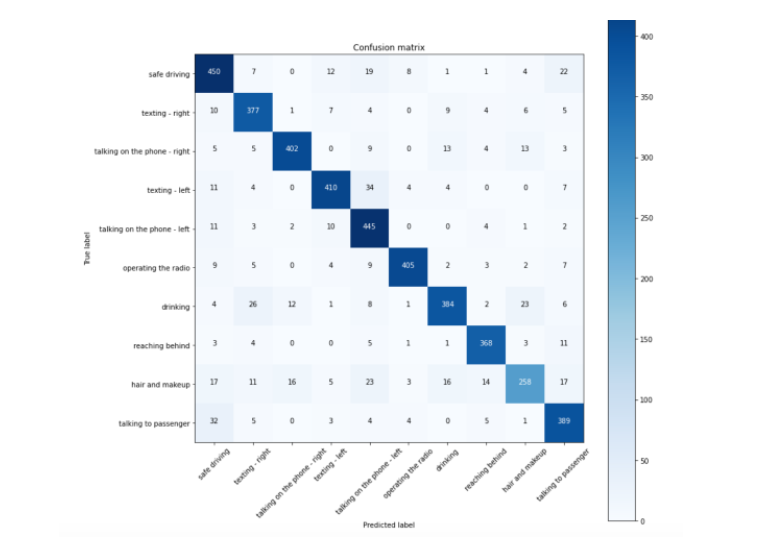 Confusion matrix
safe driving 450 7 0 12 19 8 1 1 4 22
texting - right 10 377 1 7 4 0 9 4 6 5
talking on the phone - right 5 5 402 0 9 0 13 4 13 3
texting - left 11 4 0 410 34 4 4 0 0 7
talking on the phone - left 11 3 2 10 445 0 0 4 1 2
operating the radio 9 5 0 4 9 405 2 3 2 7
drinking 4 26 12 1 8 1 384 2 23 6
reaching behind 3 4 0 0 5 1 1 368 3 11
hair and makeup 17 11 16 5 23 3 16 14 258 17
talking to passenger 32 5 0 3 4 4 0 5 1 389
True label
safe driving
texting - right
talking on the phone - right
texting - left
talking on the phone - left
operating the radio
drinking
reaching behind
hair and makeup
talking to passenger
Predicted label
400
350
300
250
200
150
100
50
0